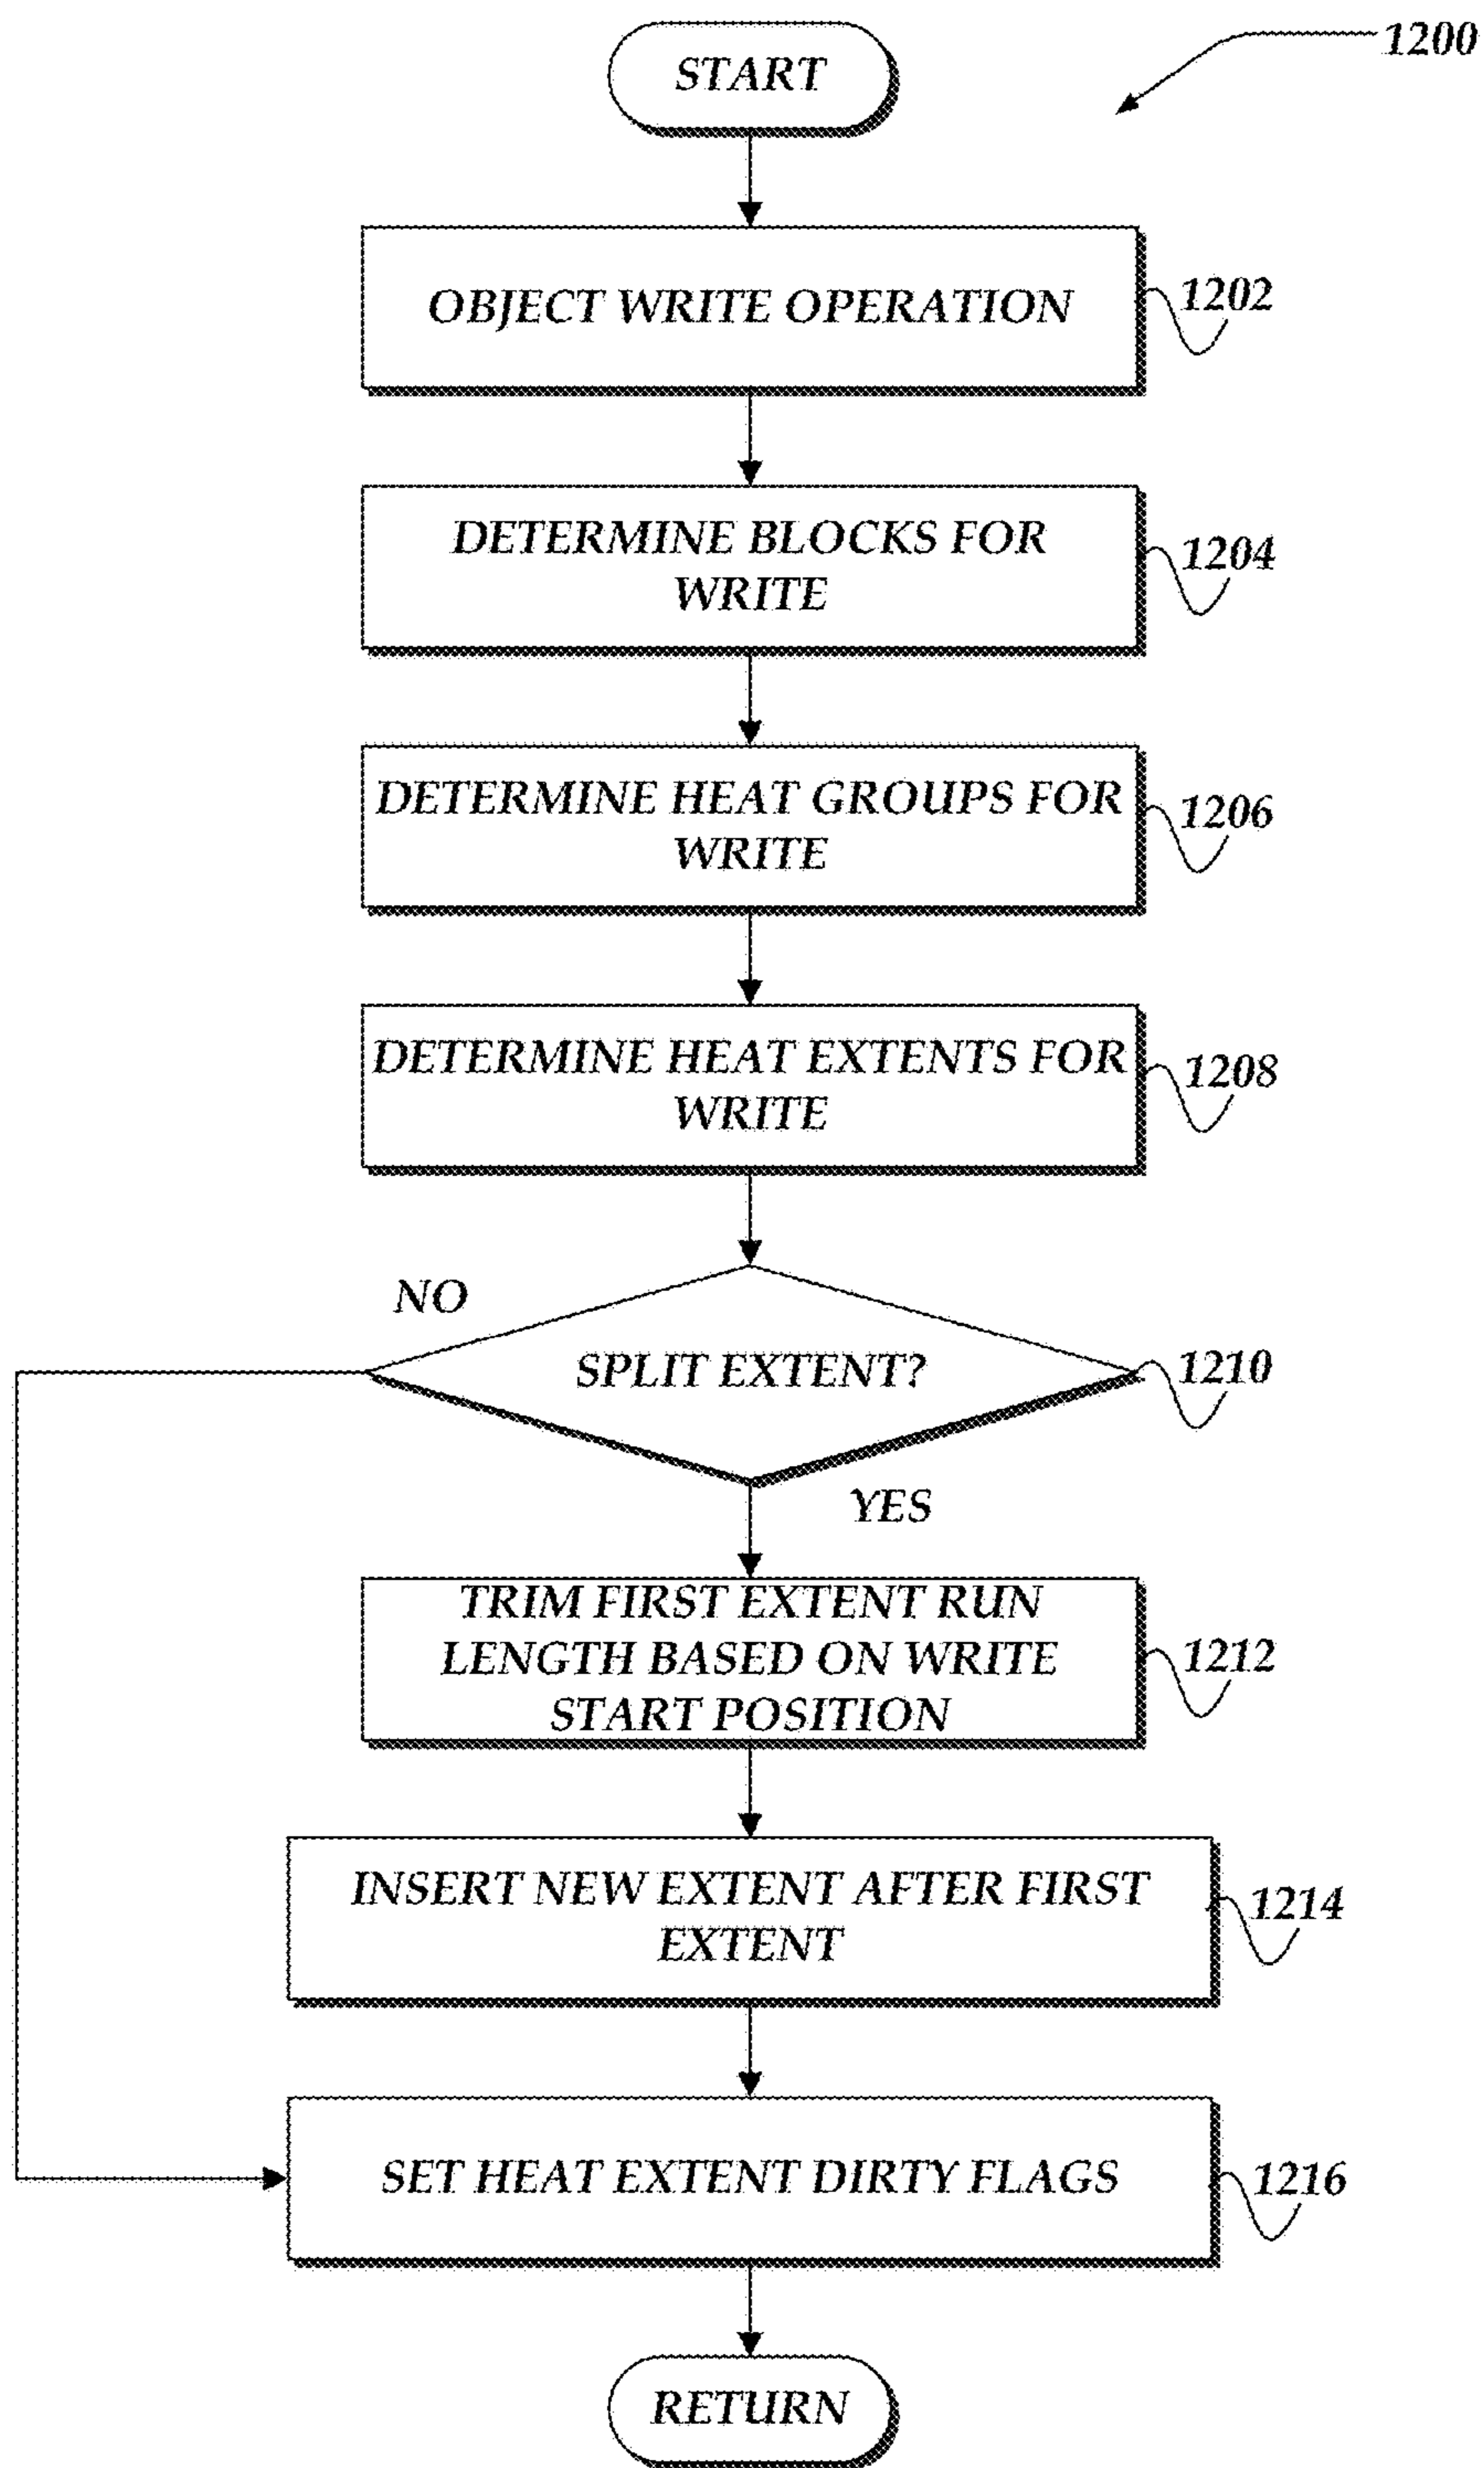 1200
START
OBJECT WRITE OPERATION
1202
DETERMINE BLOCKS FOR
WRITE
1204
DETERMINE HEAT GROUPS FOR
WRITE
1206
DETERMINE HEAT EXTENTS FOR
WRITE
1208
NO
SPLIT EXTENT?
1210
YES
TRIM FIRST EXTENT RUN
LENGTH BASED ON WRITE
START POSITION
1212
INSERT NEW EXTENT AFTER FIRST
EXTENT
1214
SET HEAT EXTENT DIRTY FLAGS
1216
RETURN